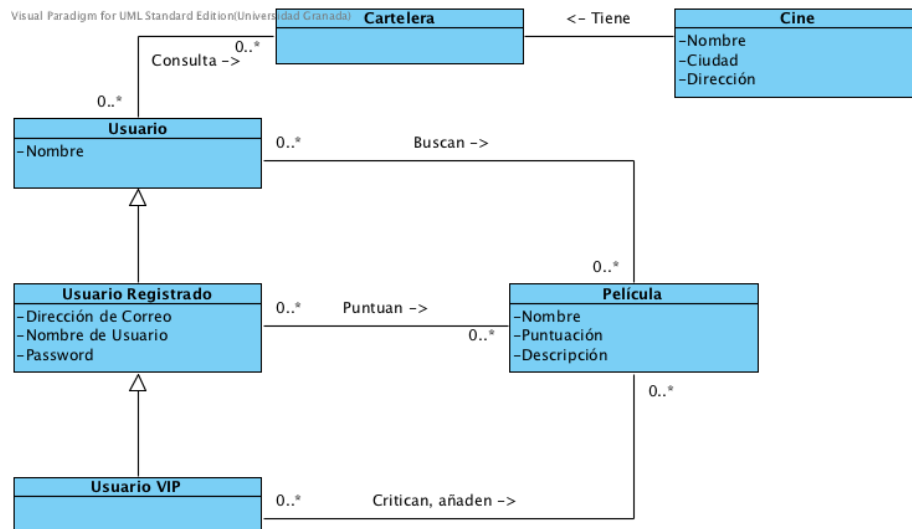 Visual Paradigm for UML Standard Edition(Universidad Granada)
Cartelera
<- Tiene
Cine
-Nombre
-Ciudad
-Dirección
0..*
Consulta ->
0..*
Usuario
-Nombre
0..*
Buscan ->
0..*
Usuario Registrado
-Dirección de Correo
-Nombre de Usuario
-Password
0..*
Puntuan ->
0..*
Película
-Nombre
-Puntuación
-Descripción
0..*
Usuario VIP
0..*
Critican, añaden ->